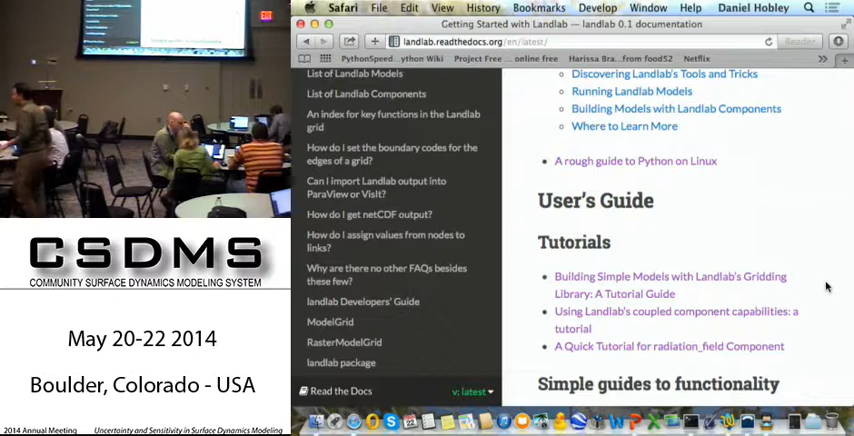 Safari File Edit View History Bookmarks Develop Window Help Daniel Hobley
Getting Started with Landlab — landlab 0.1 documentation
landlab.readthedocs.org/en/latest/
Reader
PythonSpeed...ython Wiki Project Free ... online free Harissa Bra...from food52 Netflix
List of Landlab Models
List of Landlab Components
An index for key functions in the Landlab
grid
How do I set the boundary codes for the
edges of a grid?
Can I import Landlab output into
ParaView or VisIt?
How do I get netCDF output?
How do I assign values from nodes to
links?
Why are there no other FAQs besides
these few?
landlab Developers' Guide
ModelGrid
RasterModelGrid
landlab package
Read the Docs
v: latest
Discovering Landlab's Tools and Tricks
Running Landlab Models
Building Models with Landlab Components
Where to Learn More
A rough guide to Python on Linux
User's Guide
Tutorials
Building Simple Models with Landlab's Gridding
Library: A Tutorial Guide
Using Landlab's coupled component capabilities: a
tutorial
A Quick Tutorial for radiation_field Component
Simple guides to functionality
CSDMS
COMMUNITY SURFACE DYNAMICS MODELING SYSTEM
May 20-22 2014
Boulder, Colorado - USA
2014 Annual Meeting Uncertainty and Sensitivity in Surface Dynamics Modeling